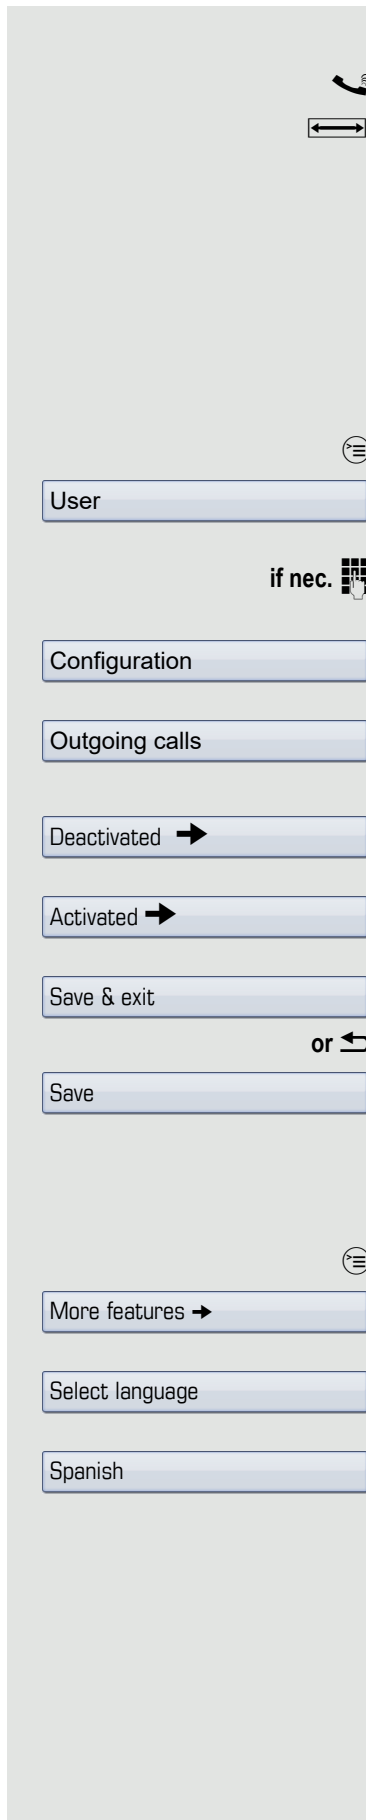 User
if nec.
Configuration
Outgoing calls
Deactivated →
Activated →
Save & exit
or
Save
More features →
Select language
Spanish